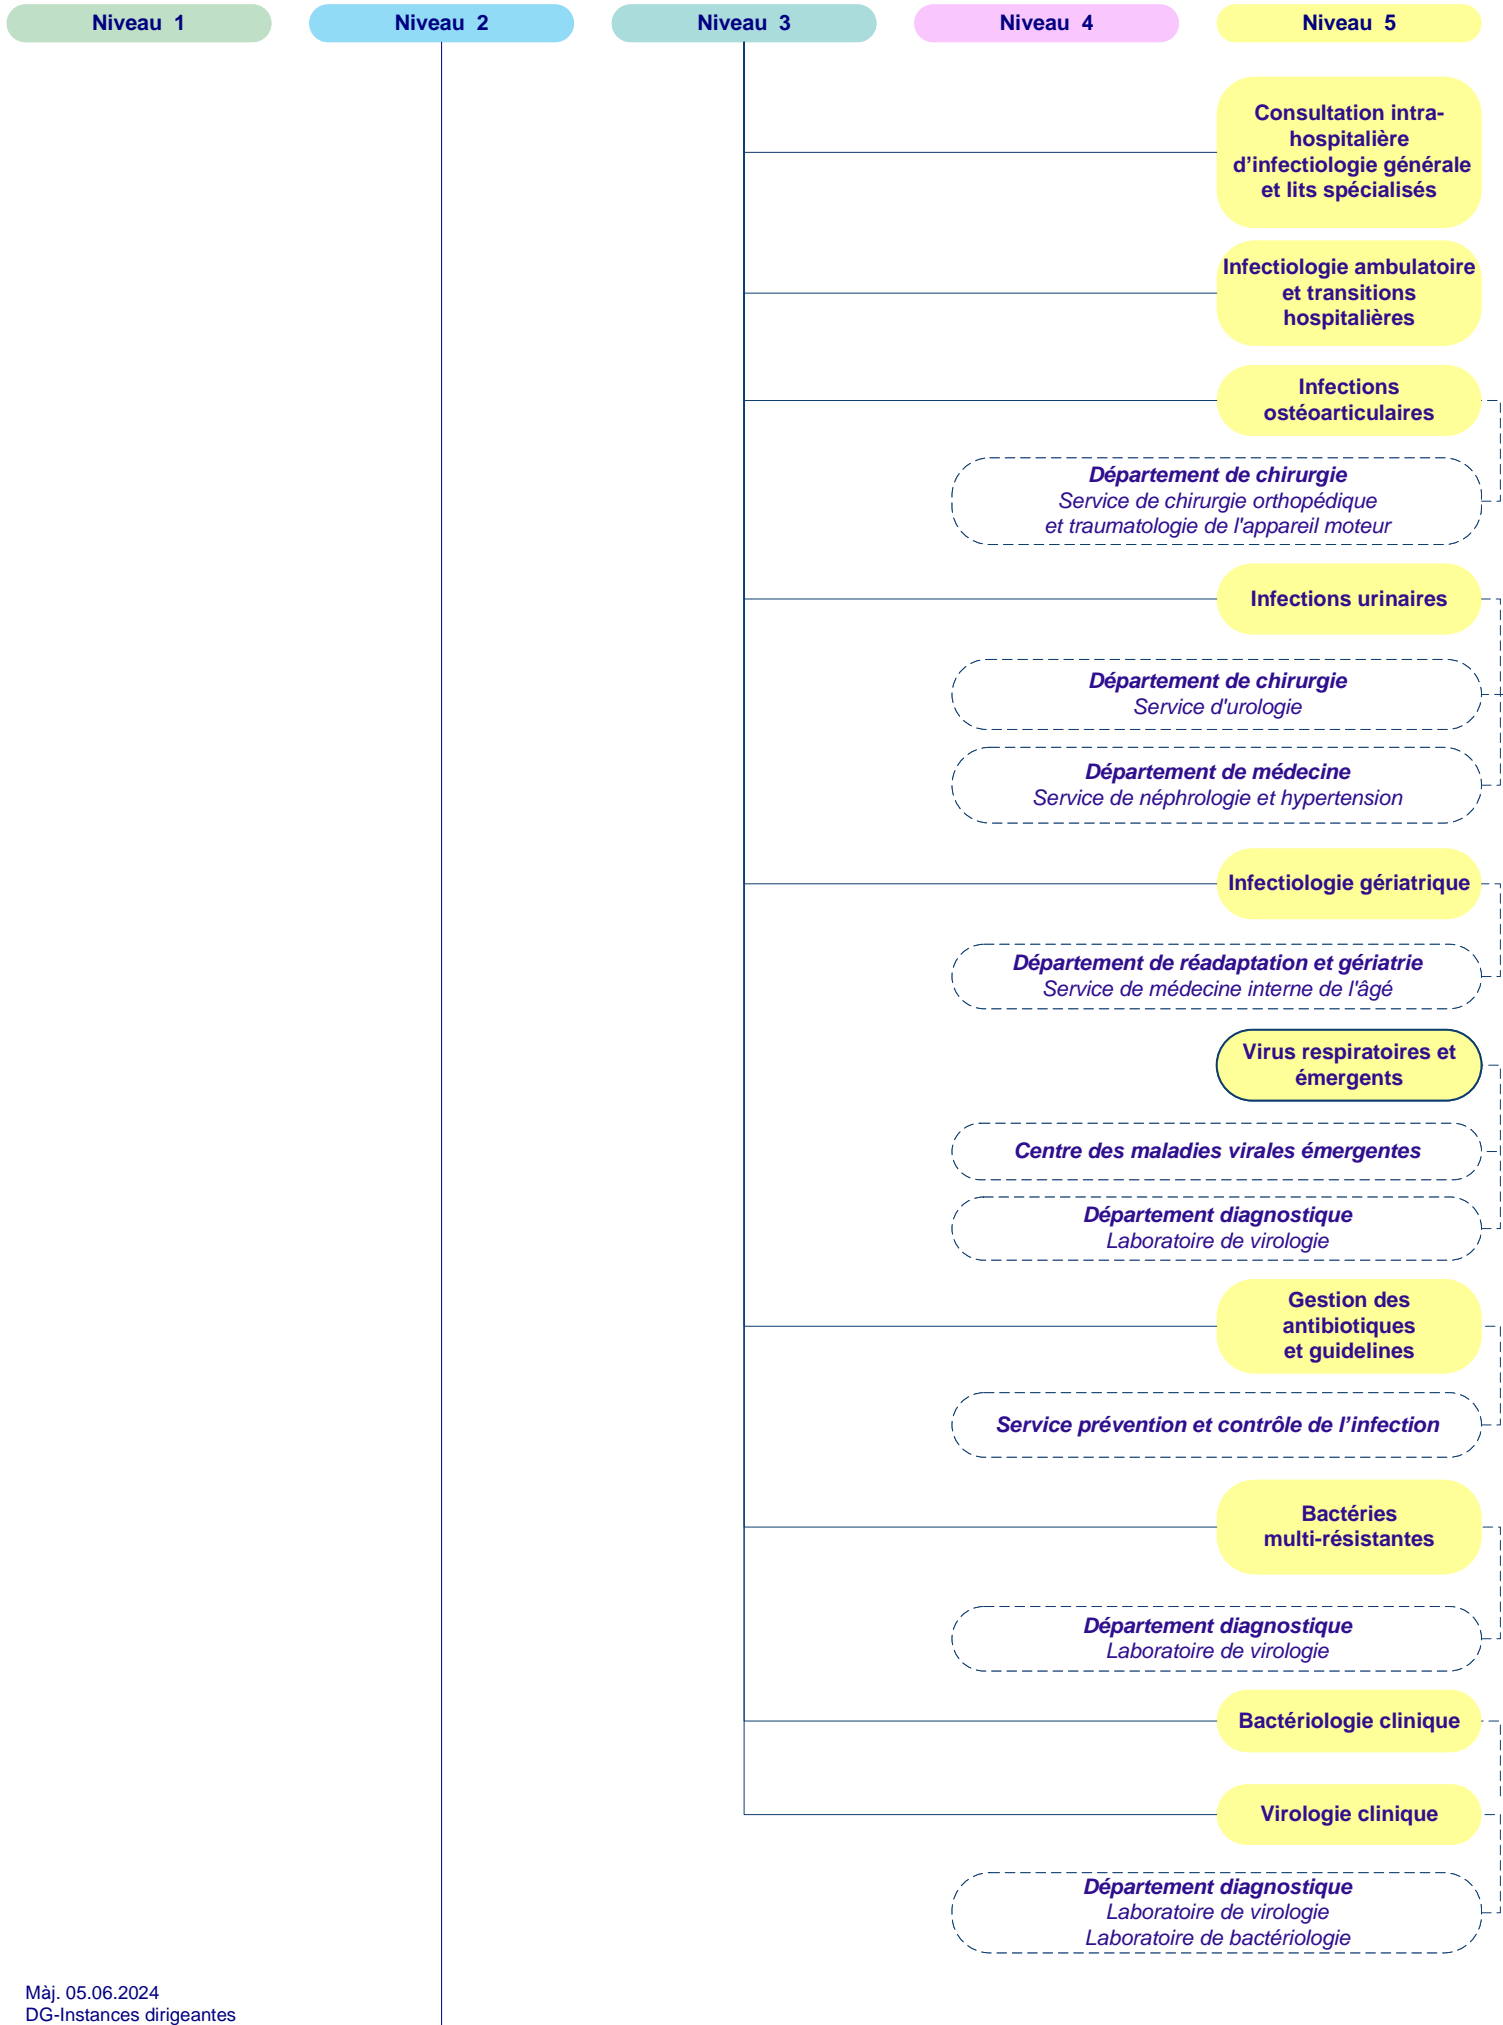 Niveau 1
Niveau 2
Niveau 3
Niveau 4
Niveau 5
Consultation intra-
hospitalière
d’infectiologie générale
et lits spécialisés
Infectiologie ambulatoire
et transitions
hospitalières
Infections
ostéoarticulaires
Département de chirurgie
Service de chirurgie orthopédique
et traumatologie de l'appareil moteur
Infections urinaires
Département de chirurgie
Service d'urologie
Département de médecine
Service de néphrologie et hypertension
Infectiologie gériatrique
Département de réadaptation et gériatrie
Service de médecine interne de l'âgé
Virus respiratoires et
émergents
Centre des maladies virales émergentes
Département diagnostique
Laboratoire de virologie
Gestion des
antibiotiques
et guidelines
Service prévention et contrôle de l’infection
Bactéries
multi-résistantes
Département diagnostique
Laboratoire de virologie
Bactériologie clinique
Virologie clinique
Département diagnostique
Laboratoire de virologie
Laboratoire de bactériologie
Màj. 05.06.2024
DG-Instances dirigeantes